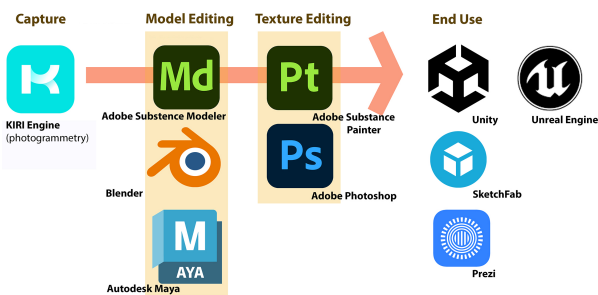 Capture
Model Editing
Texture Editing
End Use
Md
Pt
KIRI Engine
(photogrammetry)
Adobe Substence Modeler
Adobe Substance
Painter
Unity
Unreal Engine
Ps
Blender
Adobe Photoshop
SketchFab
M
AYA
Autodesk Maya
Prezi